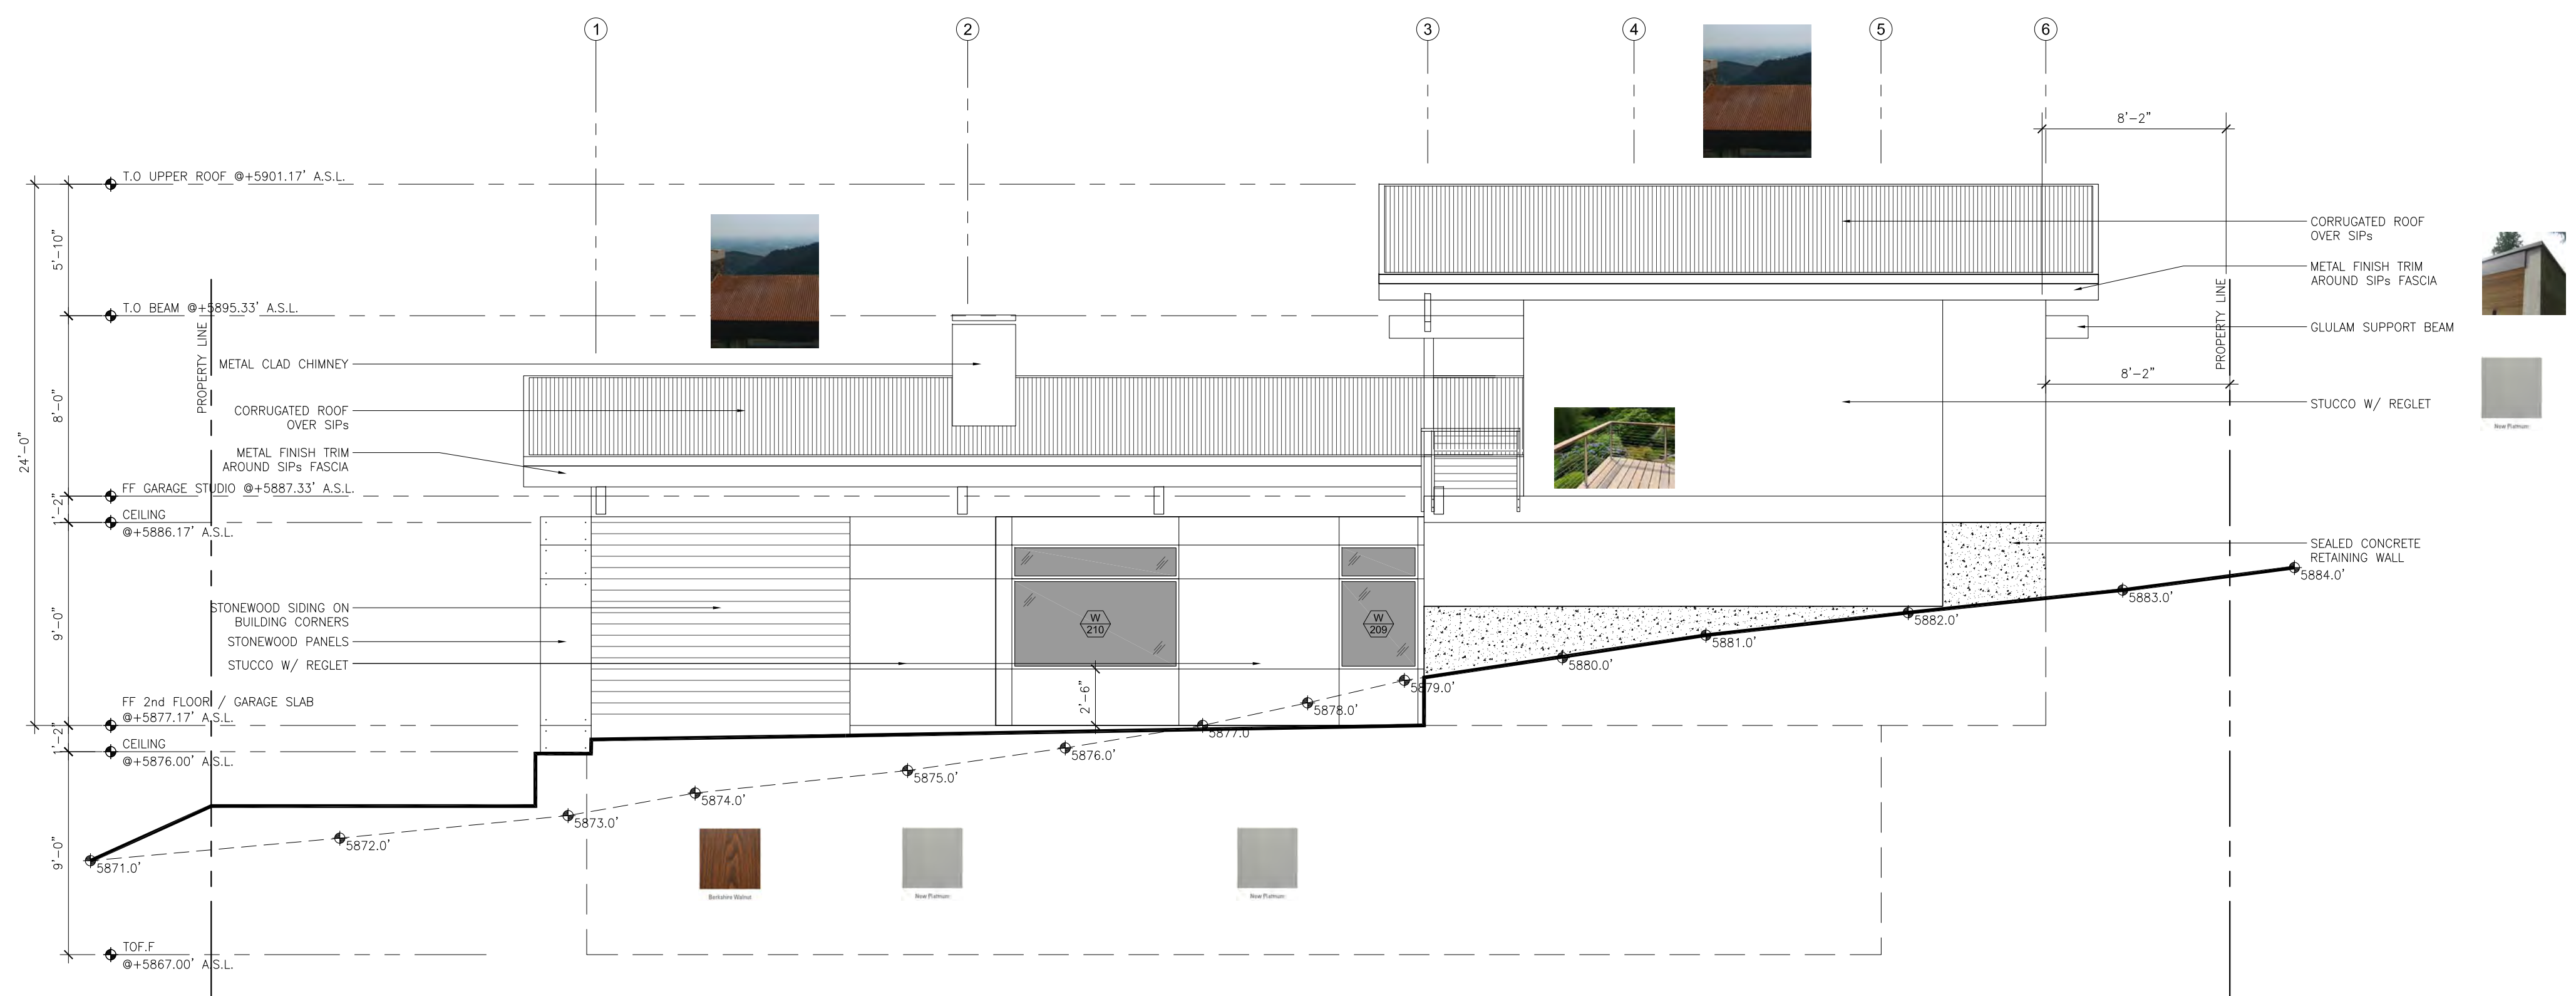 1
2
3
4
5
6
8'-2"
T.O UPPER ROOF @+5901.17' A.S.L.
5'-10"
CORRUGATED ROOF
OVER SIPs
METAL FINISH TRIM
AROUND SIPs FASCIA
PROPERTY LINE
T.O BEAM @+5895.33' A.S.L.
PROPERTY LINE
GLULAM SUPPORT BEAM
METAL CLAD CHIMNEY
8'-2"
8'-0"
CORRUGATED ROOF
OVER SIPs
STUCCO W/ REGLET
New Platinum
24'-0"
METAL FINISH TRIM
AROUND SIPs FASCIA
FF GARAGE STUDIO @+5887.33' A.S.L.
1'-2"
CEILING
@+5886.17' A.S.L.
SEALED CONCRETE
RETAINING WALL
5884.0'
5883.0'
STONEWOOD SIDING ON
BUILDING CORNERS
9'-0"
W
210
W
209
5882.0'
STONEWOOD PANELS
5881.0'
STUCCO W/ REGLET
5880.0'
2'-6"
5879.0'
FF 2nd FLOOR / GARAGE SLAB
@+5877.17' A.S.L.
5878.0'
1'-2"
5877.0
CEILING
@+5876.00' A.S.L.
5876.0'
5875.0'
5874.0'
5873.0'
5872.0'
5871.0'
9'-0"
Berkshire Walnut
New Platinum
New Platinum
TOF.F
@+5867.00' A.S.L.